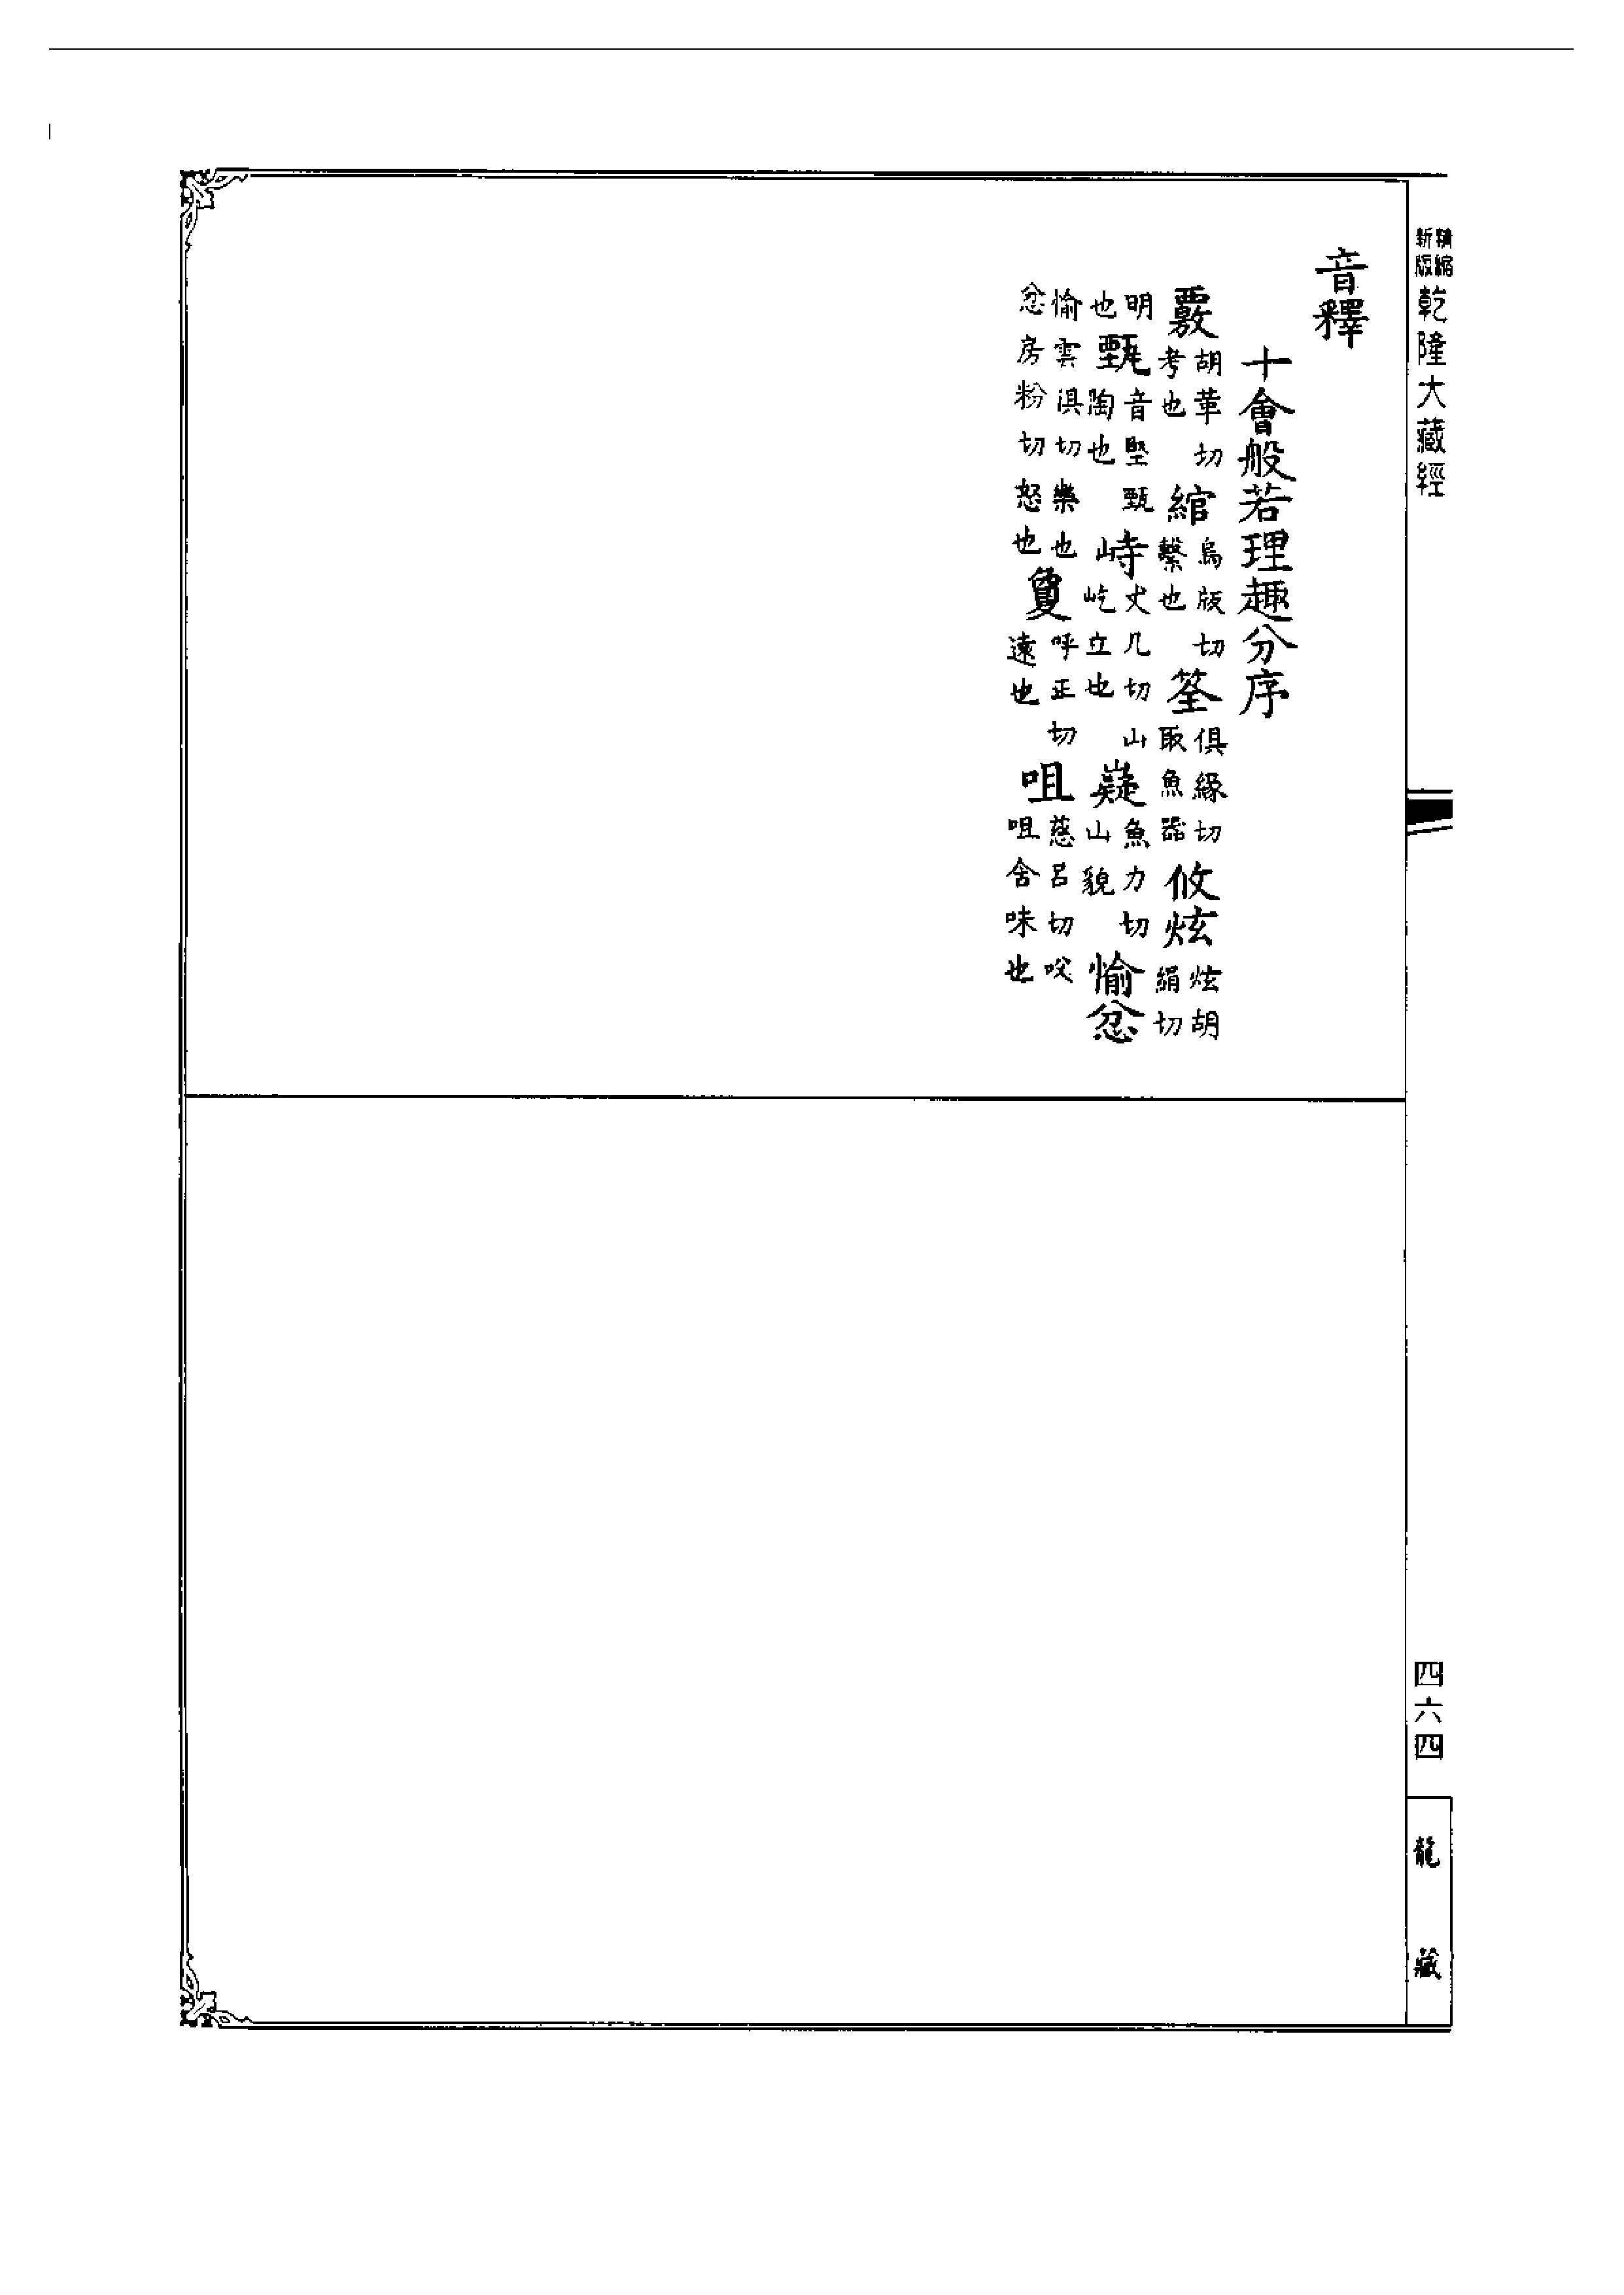 精縮
新版
乾隆大藏經
音釋
十會般若理趣分序
覈胡革切考也 綰烏版切繫也 筌俱緣切取魚器 攸炫炫胡絹切
明也 甄音堅甄陶也 峙丈几切山屹立也 嶷魚力切山貌 愉忿
愉雲俱切樂也忿房粉切怒也 敻呼正切遠也 咀慈呂切咬咀含味也
四六四
龍藏